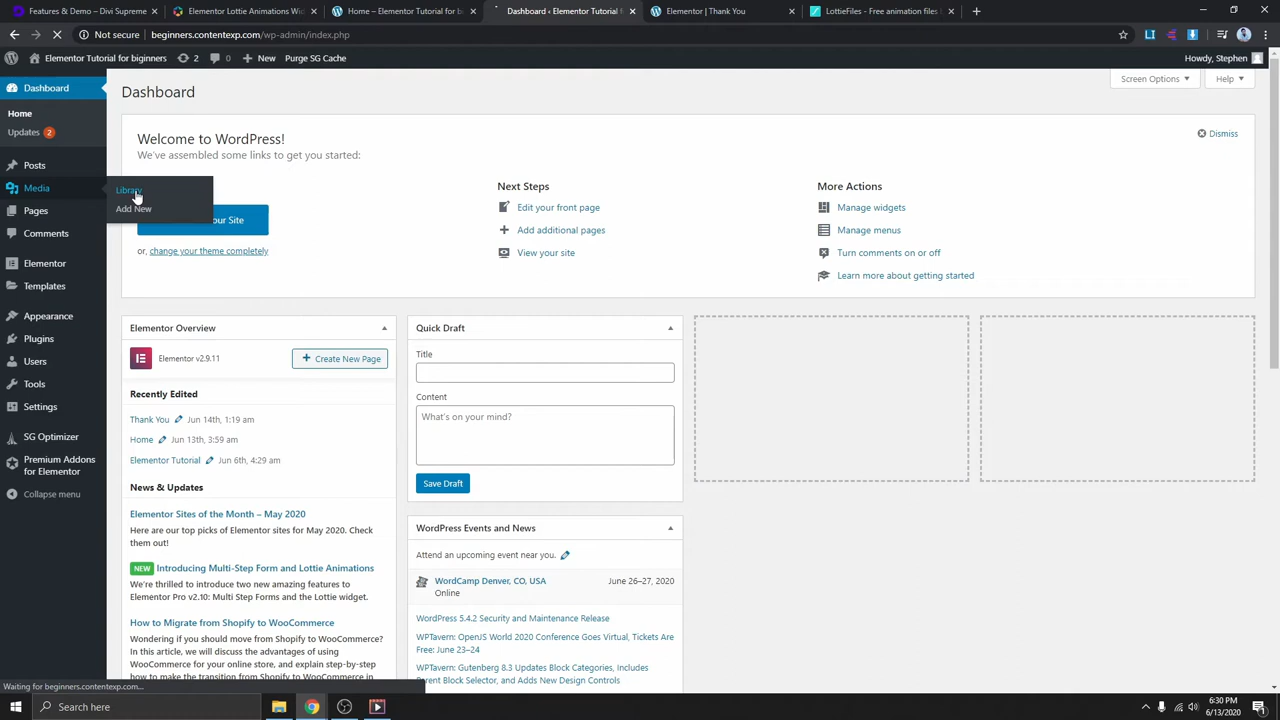 Features & Demo – Divi Wid
Elementor Lottie Animations Wid
Home – Elementor Tutorial for b
Dashboard ‹ Elementor Tutorial F
Elementor | Thank You
LottieFiles - Free animation files
Not secure
beginners.contentexp.com/wp-admin/index.php
Elementor Tutorial for beginners
2
0
New
Purge SG Cache
Howdy, Stephen
Dashboard
Home
Updates 2
Posts
Media
Library
Add New
Pages
Comments
Elementor
Templates
Appearance
Plugins
Users
Tools
Settings
SG Optimizer
Premium Addons
for Elementor
Collapse menu
Dashboard
Screen Options
Help
Welcome to WordPress!
We've assembled some links to get you started:
Dismiss
our Site
or, change your theme completely
Next Steps
Edit your front page
Add additional pages
View your site
More Actions
Manage widgets
Manage menus
Turn comments on or off
Learn more about getting started
Elementor Overview
Elementor v2.9.11
Create New Page
Recently Edited
Thank You Jun 14th, 1:19 am
Home Jun 13th, 3:59 am
Elementor Tutorial Jun 6th, 4:29 am
News & Updates
Elementor Sites of the Month – May 2020
Here are our top picks of Elementor sites for May 2020. Check
them out!
NEW Introducing Multi-Step Form and Lottie Animations
We're thrilled to introduce two new amazing features to
Elementor Pro v2.10: Multi Step Forms and the Lottie widget.
How to Migrate from Shopify to WooCommerce
Wondering if you should move from Shopify to WooCommerce?
In this article, we will discuss the advantages of using
WooCommerce for your online store, and explain step-by-step
how to make the transition from Shopify to WooCommerce in
Quick Draft
Title
Content
What's on your mind?
Save Draft
WordPress Events and News
Attend an upcoming event near you.
WordCamp Denver, CO, USA
June 26–27, 2020
Online
WordPress 5.4.2 Security and Maintenance Release
WPTavern: OpenJS World 2020 Conference Goes Virtual, Tickets Are
Free: June 23–24
WPTavern: Gutenberg 8.3 Updates Block Categories, Includes
Parent Block Selector, and Adds New Design Controls
Waiting for beginners.contentexp.com...
Search here
6:30 PM
6/13/2020